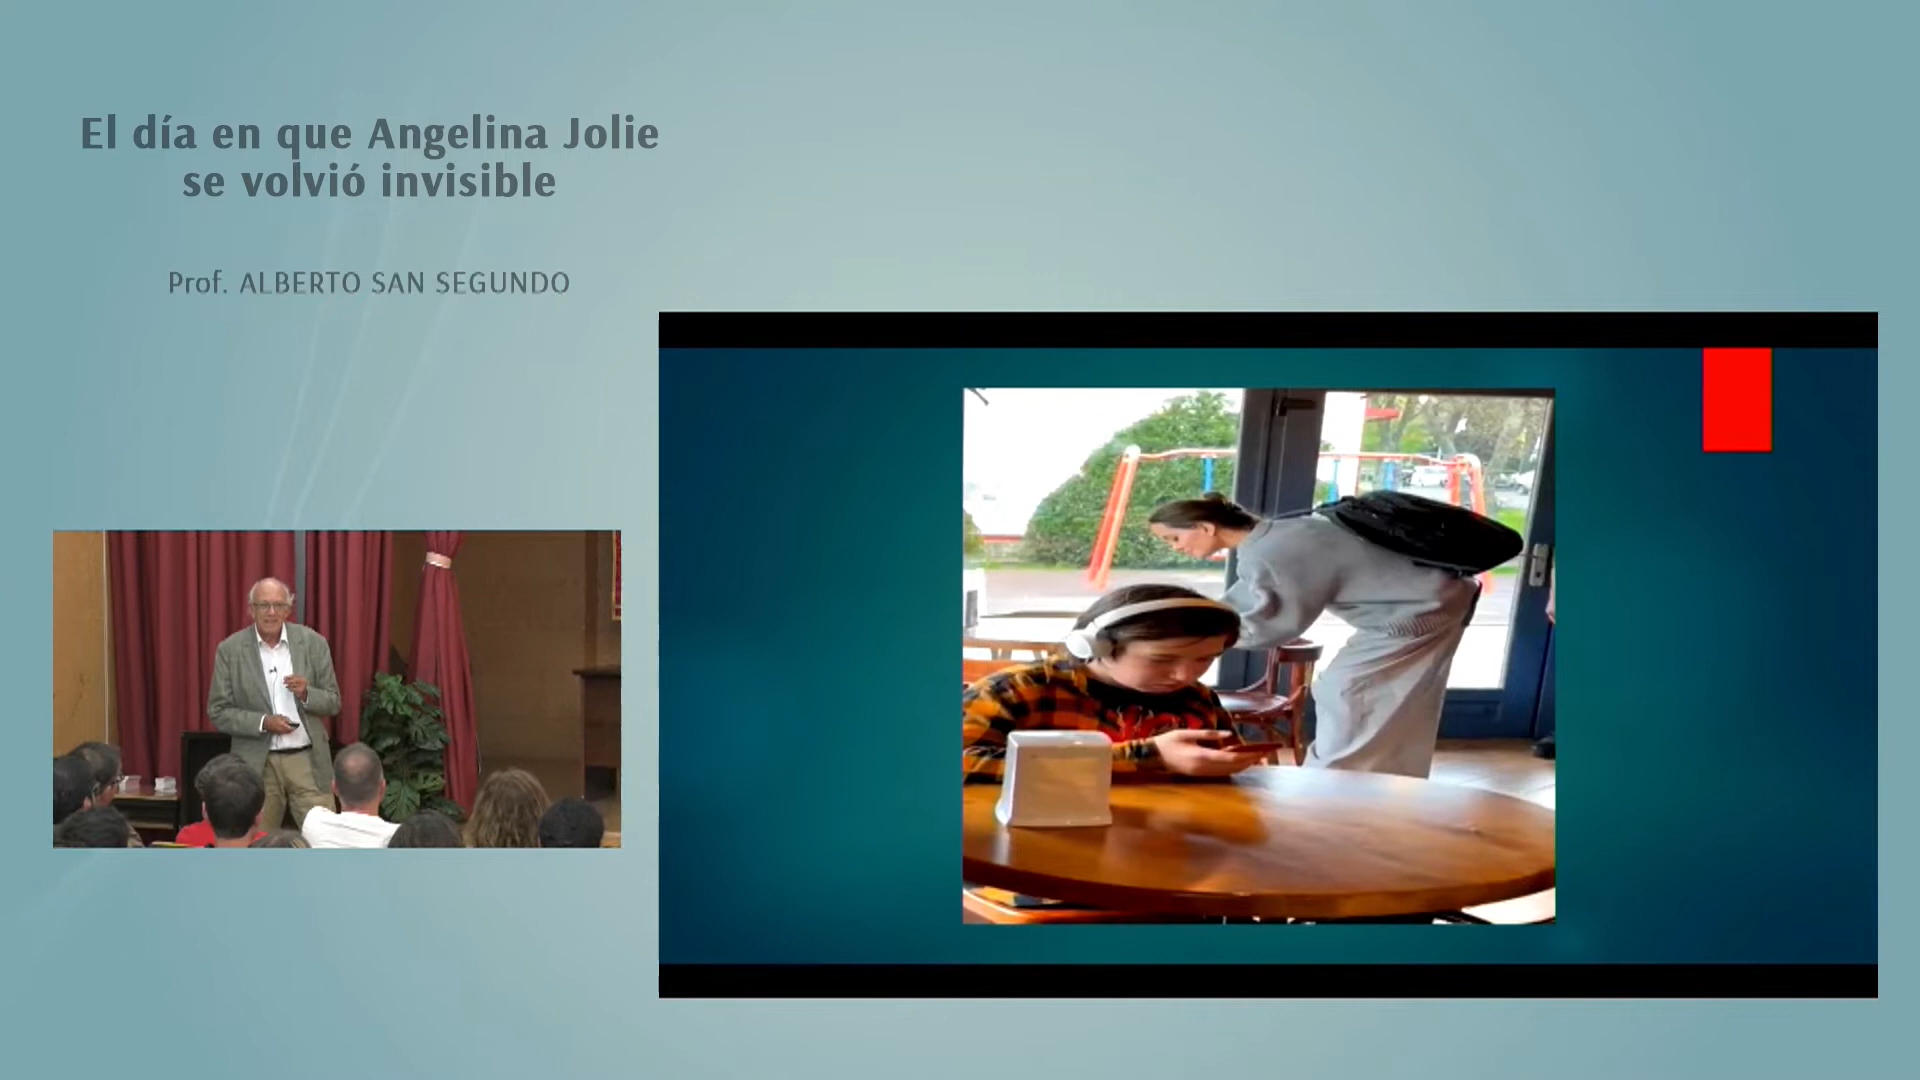 El día en que Angelina Jolie
se volvió invisible
Prof. ALBERTO SAN SEGUNDO